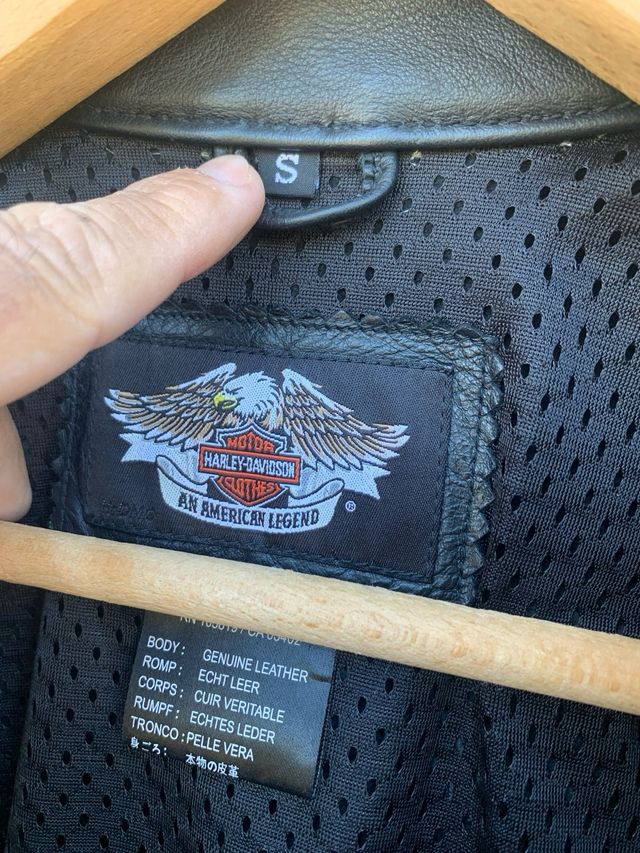 S
MOTOR
HARLEY-DAVIDSON
CLOTHES
AN AMERICAN LEGEND ®
BODY: GENUINE LEATHER
ROMP: ECHT LEER
CORPS: CUIR VERITABLE
RUMPF: ECHTES LEDER
TRONCO: PELLE VERA
身ごろ: 本物の皮革